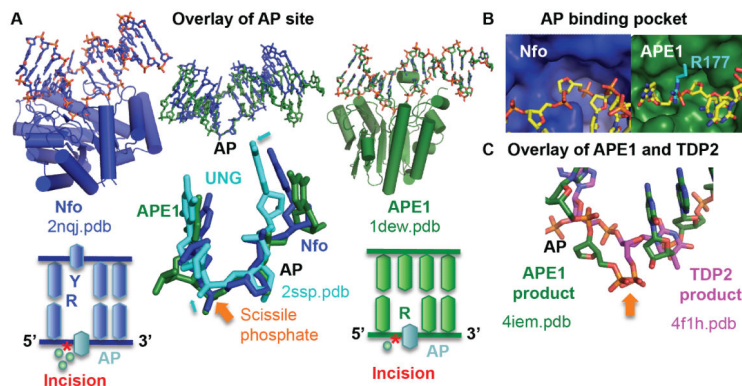 A
Overlay of AP site
AP
UNG
APE1
Nfo
AP
2ssp.pdb
Scissile
phosphate
Nfo
2nqj.pdb
Y
R
5’
3’
*
AP
Incision
APE1
1dew.pdb
R
5’
3’
*
AP
Incision
B
AP binding pocket
Nfo
APE1
R177
C
Overlay of APE1 and TDP2
AP
APE1
product
4iem.pdb
TDP2
product
4f1h.pdb